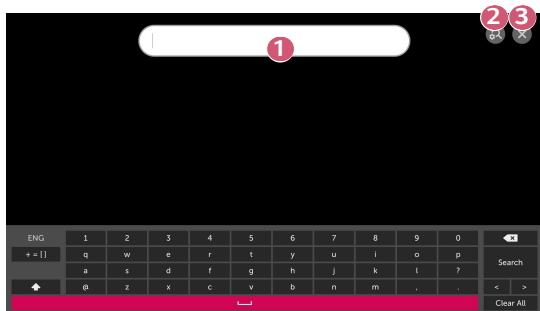 1
2 3
ENG 1 2 3 4 5 6 7 8 9 0
+ = [ ] q w e r t y u i o p
a s d f g h j k l ? Search
@ z x c v b n m , . < >
Clear All